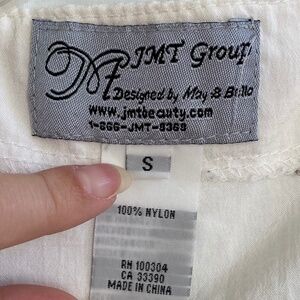 JMT Group
Designed by May & Bello
www.jmtbeauty.com
1-866-JMT-8368
S
100% NYLON
RN 100304
CA 33390
MADE IN CHINA